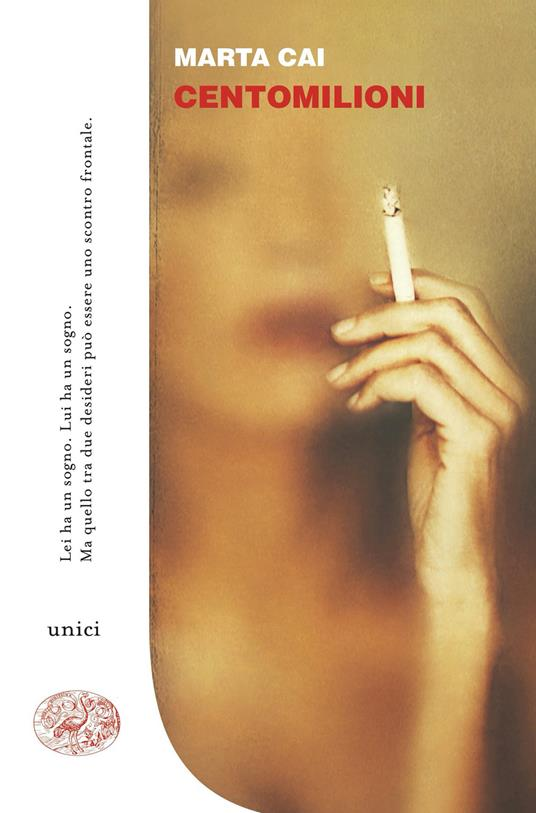 MARTA CAI
CENTOMILIONI
Lei ha un sogno. Lui ha un sogno.
Ma quello tra due desideri può essere uno scontro frontale.
unici